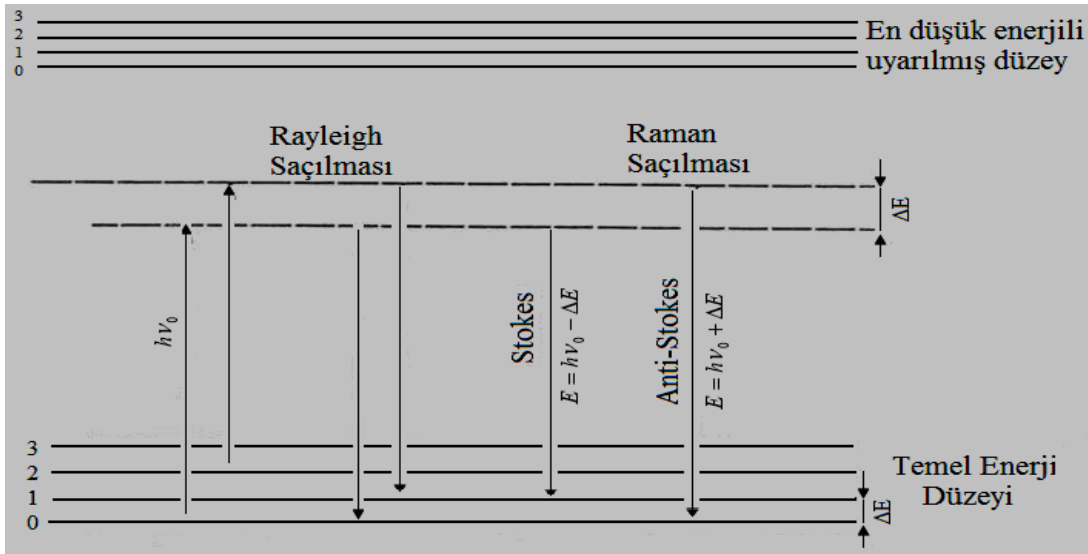 3
2
1
0
En düşük enerjili
uyarılmış düzey
Rayleigh
Saçılması
Raman
Saçılması
ΔE
hν₀
Stokes
E = hν₀ − ΔE
Anti-Stokes
E = hν₀ + ΔE
3
2
1
0
Temel Enerji
Düzeyi
ΔE